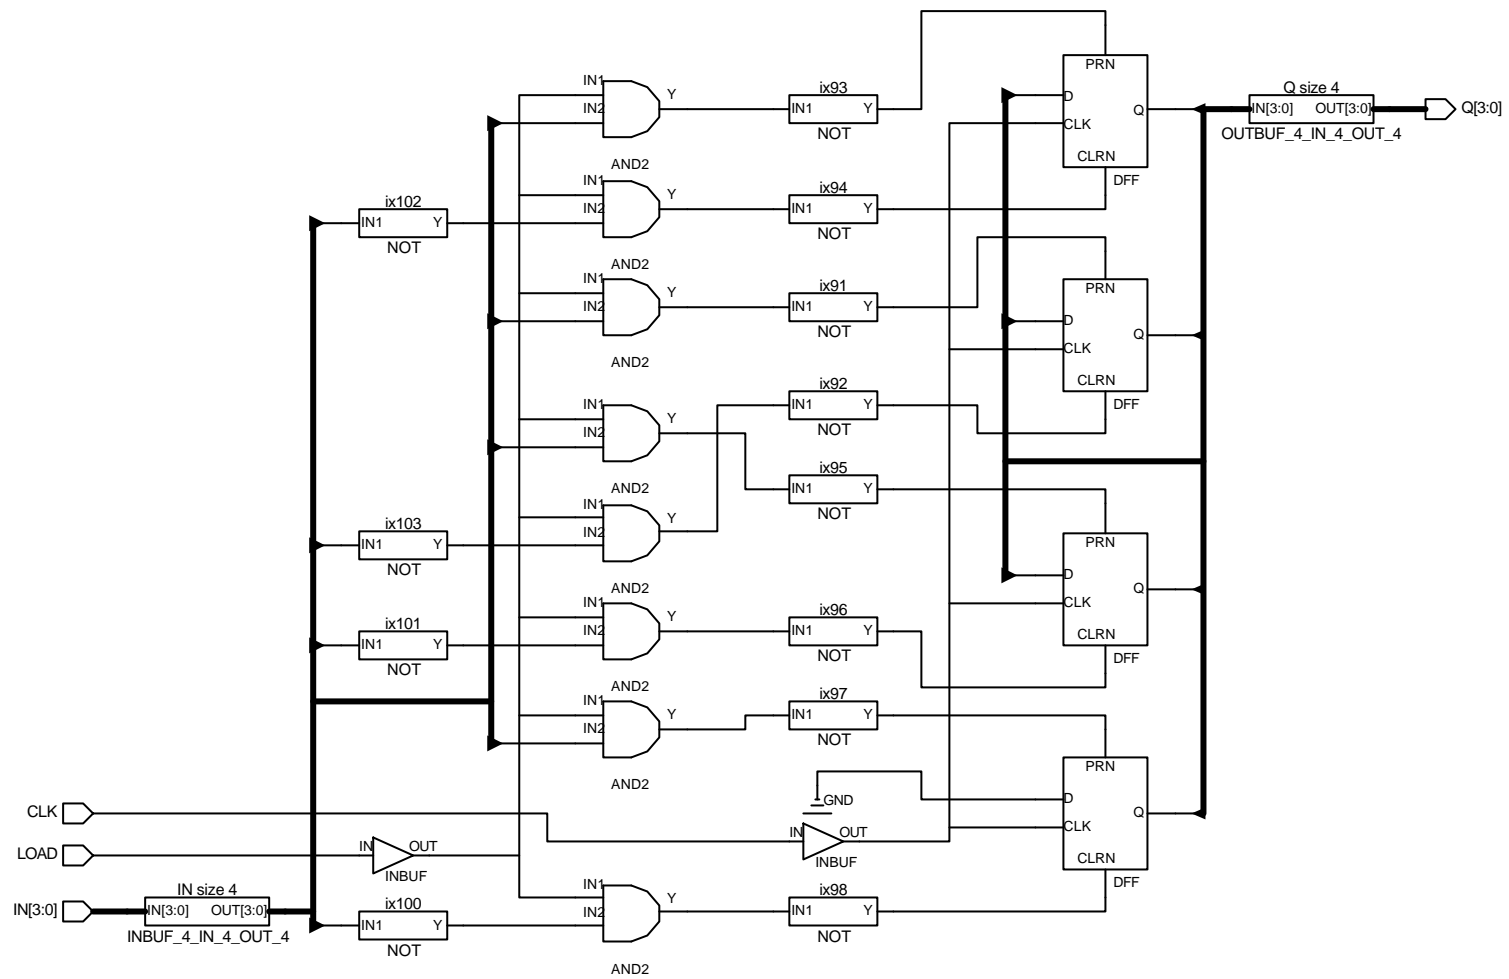 PRN
IN1
Y
ix93
Q size 4
D
IN2
IN1
Y
Q
IN[3:0]
OUT[3:0]
Q[3:0]
CLK
NOT
OUTBUF_4_IN_4_OUT_4
CLRN
AND2
IN1
Y
ix94
DFF
ix102
IN2
IN1
Y
IN1
Y
NOT
NOT
AND2
IN1
Y
ix91
PRN
IN2
IN1
Y
D
NOT
Q
CLK
AND2
ix92
CLRN
IN1
Y
IN1
Y
DFF
IN2
NOT
ix95
AND2
IN1
Y
IN1
Y
NOT
ix103
IN2
PRN
IN1
Y
NOT
D
Q
AND2
IN1
Y
ix96
CLK
ix101
IN2
IN1
Y
IN1
Y
CLRN
NOT
NOT
DFF
AND2
IN1
Y
ix97
IN2
IN1
Y
NOT
PRN
AND2
GND
D
CLK
Q
IN
OUT
CLK
LOAD
IN
OUT
INBUF
CLRN
INBUF
DFF
IN size 4
IN1
Y
ix98
IN[3:0]
IN[3:0]
OUT[3:0]
ix100
IN2
IN1
Y
INBUF_4_IN_4_OUT_4
IN1
Y
NOT
NOT
AND2